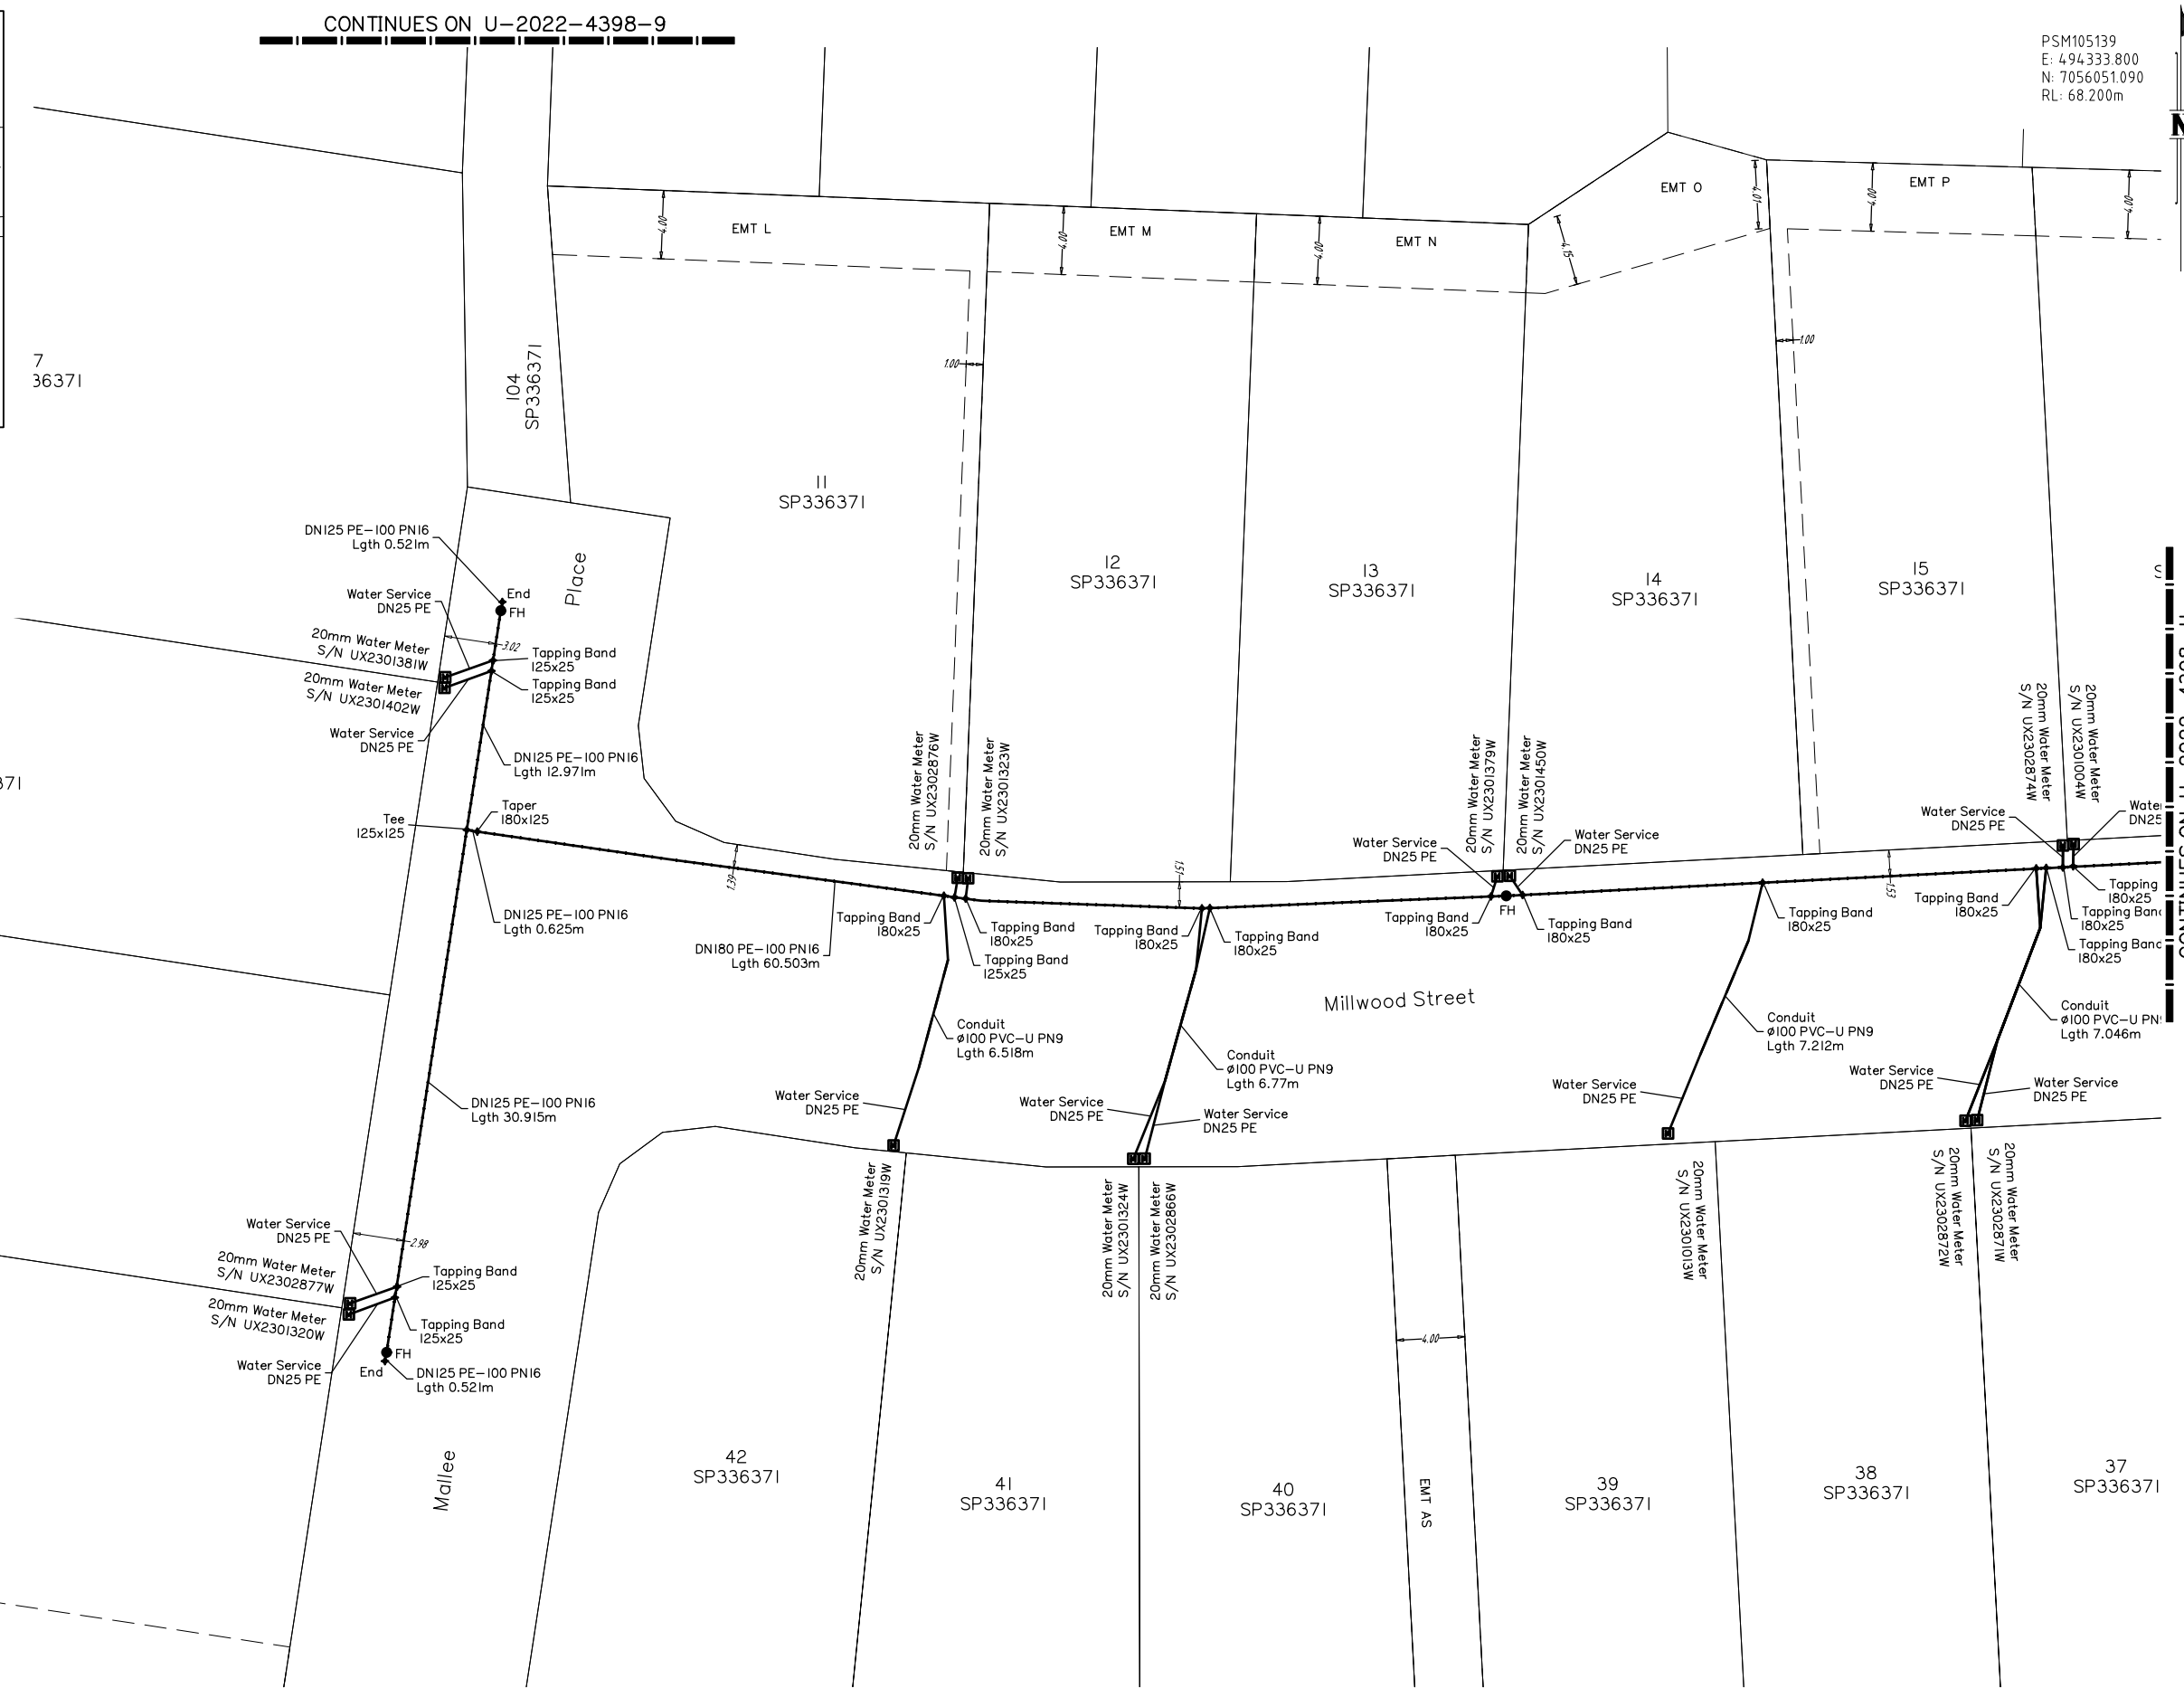 CONTINUES ON U-2022-4398-9
PSM105139
E: 494333.800
N: 7056051.090
RL: 68.200m
N
EMT L
EMT M
EMT N
EMT O
EMT P
4.00
4.00
4.00
4.15
4.01
4.00
4.00
1.00
1.00
7
36371
104
SP336371
11
SP336371
12
SP336371
13
SP336371
14
SP336371
15
SP336371
DN125 PE-100 PN16
Lgth 0.521m
End
FH
Place
Water Service
DN25 PE
20mm Water Meter
S/N UX2301381W
3.02
Tapping Band
125x25
20mm Water Meter
S/N UX2301402W
Tapping Band
125x25
Water Service
DN25 PE
DN125 PE-100 PN16
Lgth 12.971m
371
Tee
125x125
Taper
180x125
20mm Water Meter
S/N UX2302876W
20mm Water Meter
S/N UX2301323W
20mm Water Meter
S/N UX2301379W
20mm Water Meter
S/N UX2301450W
20mm Water Meter
S/N UX2302874W
20mm Water Meter
S/N UX2301004W
Water Service
DN25 PE
Water Service
DN25 PE
Water Service
DN25 PE
Water
DN25
1.39
1.51
1.53
DN125 PE-100 PN16
Lgth 0.625m
DN180 PE-100 PN16
Lgth 60.503m
Tapping Band
180x25
Tapping Band
180x25
Tapping Band
125x25
Tapping Band
180x25
Tapping Band
180x25
Tapping Band
180x25
FH
Tapping Band
180x25
Tapping Band
180x25
Tapping Band
180x25
Tapping
180x25
Tapping Band
180x25
Tapping Band
180x25
Millwood Street
Conduit
ø100 PVC-U PN9
Lgth 6.518m
Conduit
ø100 PVC-U PN9
Lgth 6.77m
Conduit
ø100 PVC-U PN9
Lgth 7.212m
Conduit
ø100 PVC-U PN9
Lgth 7.046m
DN125 PE-100 PN16
Lgth 30.915m
Water Service
DN25 PE
Water Service
DN25 PE
Water Service
DN25 PE
Water Service
DN25 PE
Water Service
DN25 PE
Water Service
DN25 PE
20mm Water Meter
S/N UX2301319W
20mm Water Meter
S/N UX2301324W
20mm Water Meter
S/N UX2302866W
20mm Water Meter
S/N UX2301013W
20mm Water Meter
S/N UX2302872W
20mm Water Meter
S/N UX2302871W
Water Service
DN25 PE
2.98
20mm Water Meter
S/N UX2302877W
Tapping Band
125x25
20mm Water Meter
S/N UX2301320W
Tapping Band
125x25
Water Service
DN25 PE
FH
End
DN125 PE-100 PN16
Lgth 0.521m
4.00
Mallee
42
SP336371
41
SP336371
40
SP336371
EMT AS
39
SP336371
38
SP336371
37
SP336371